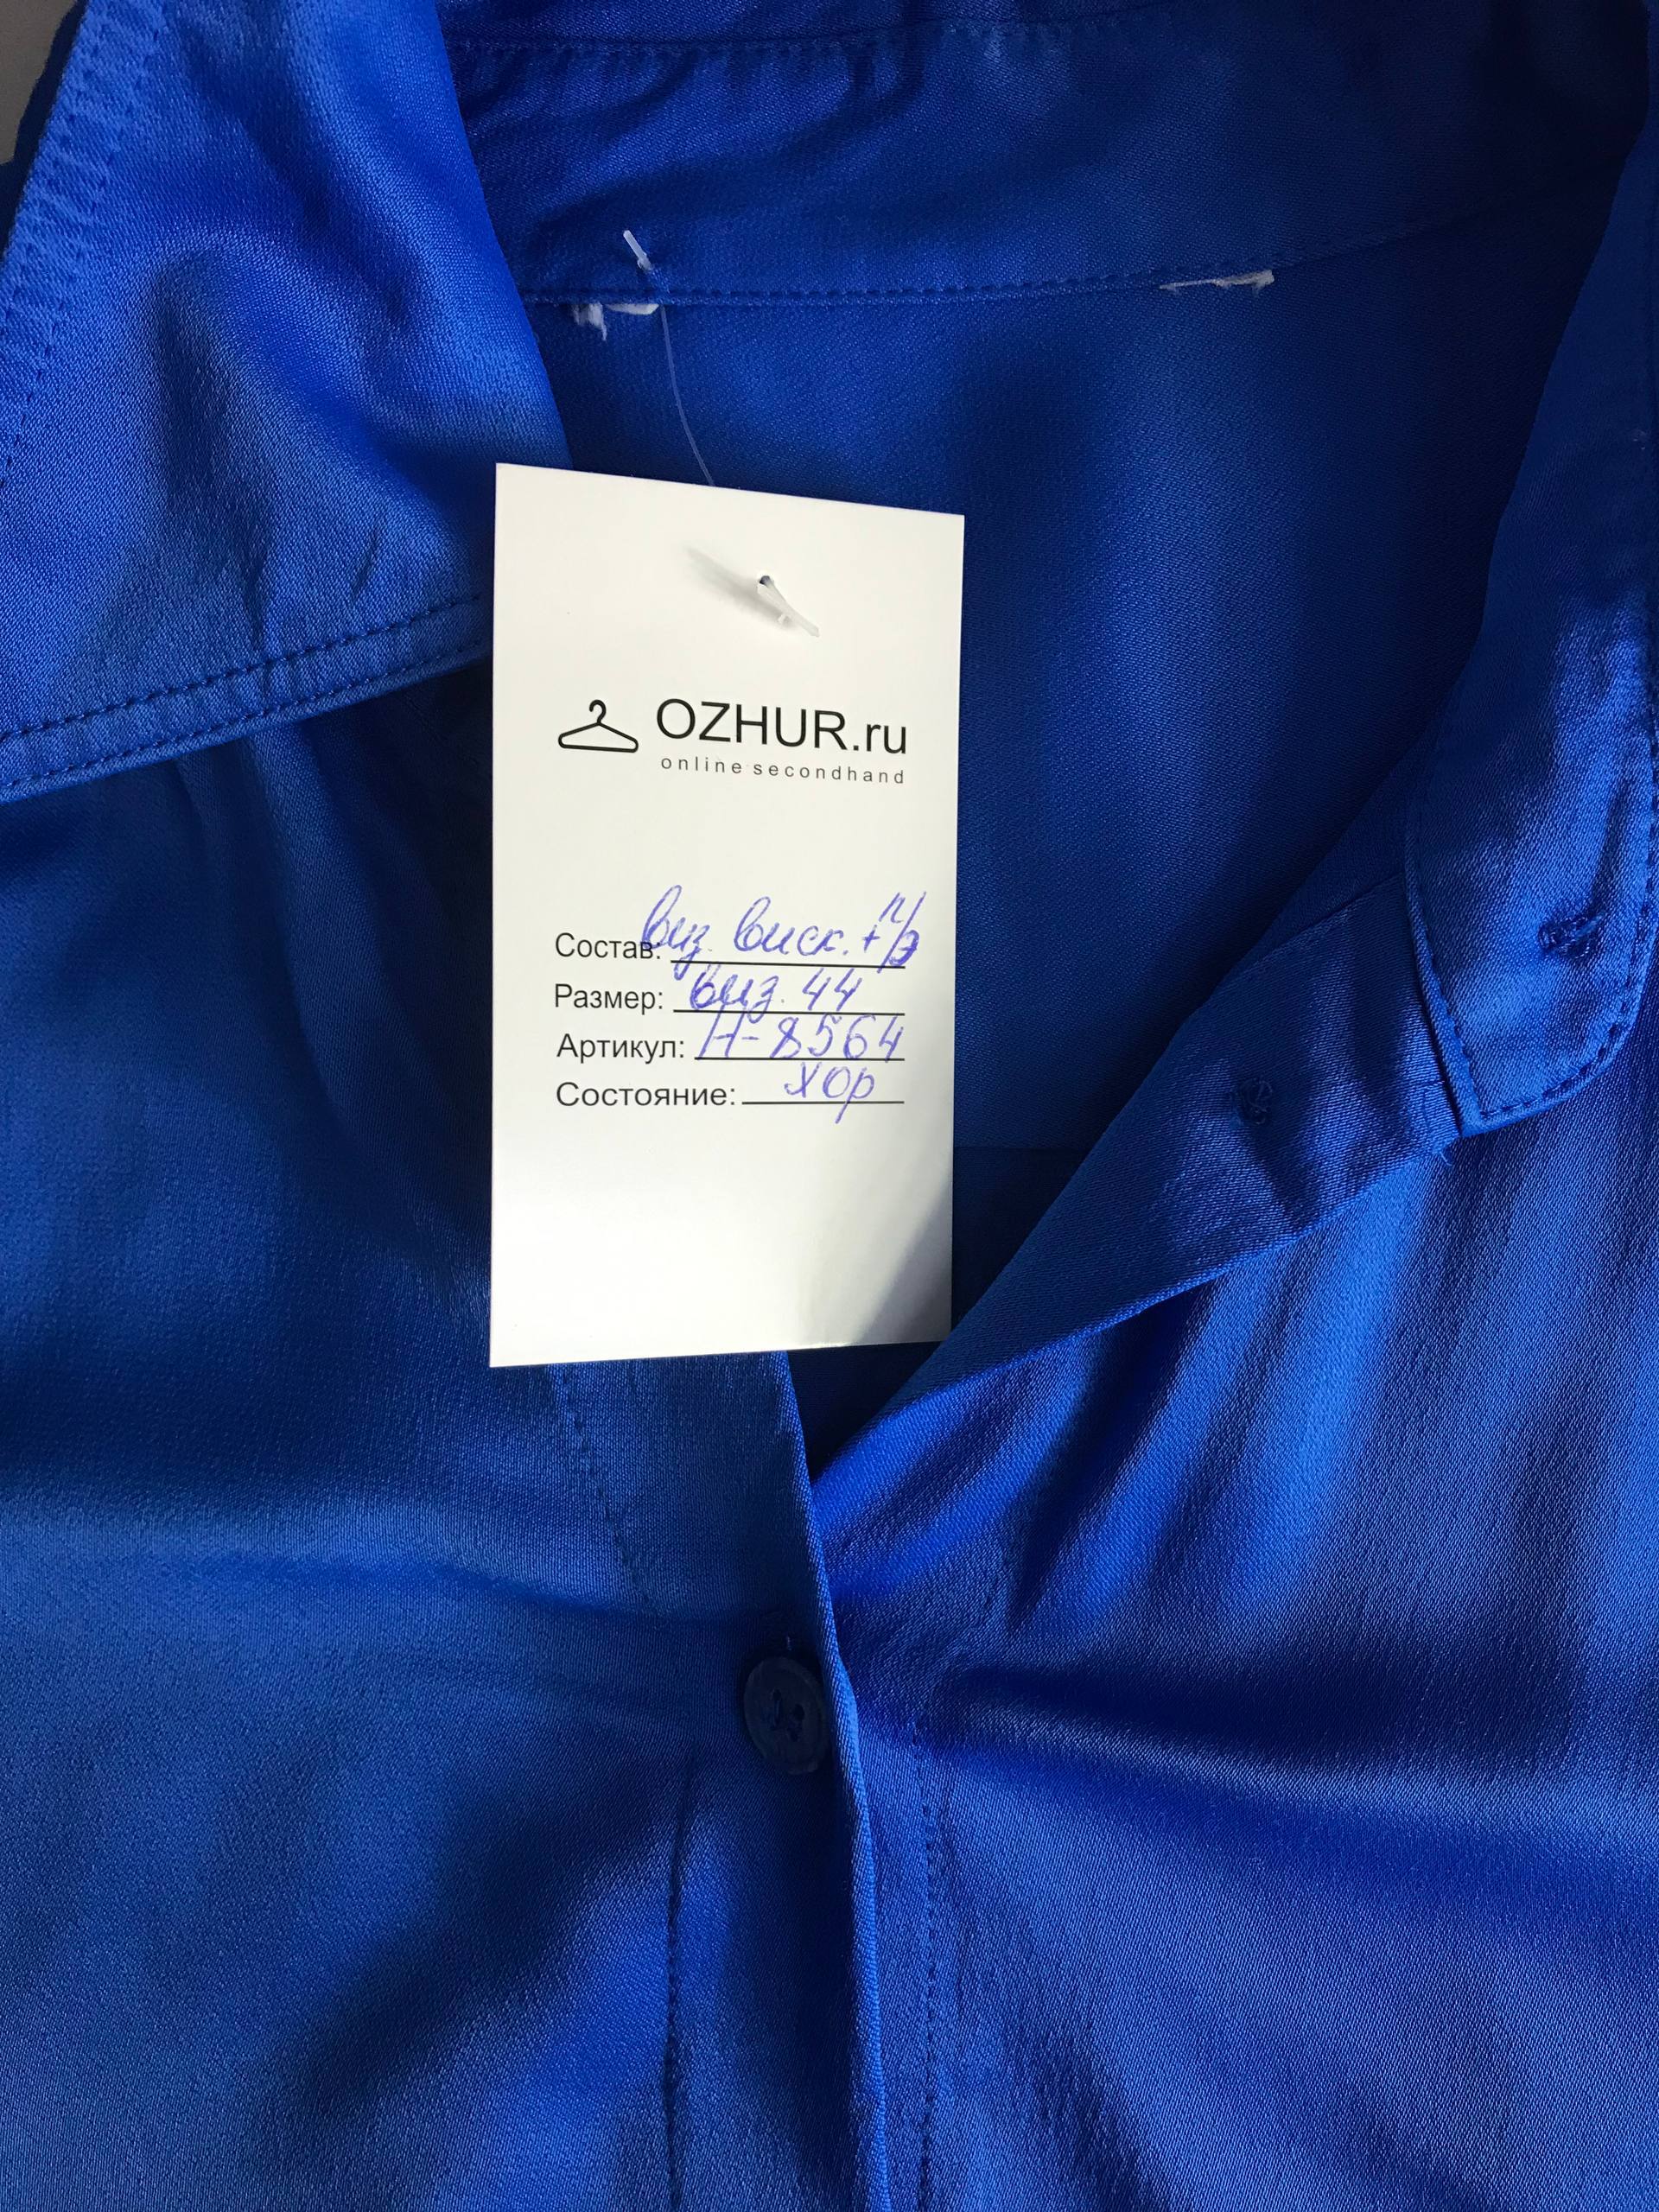 OZHUR.ru
online secondhand
Состав: виз. виск. + п/э
Размер: виз. 44
Артикул: Н-8564
Состояние: хор